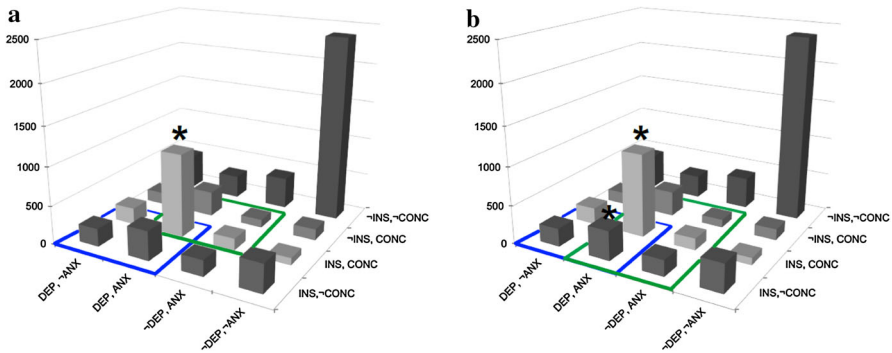 a
2500
2000
1500
1000
500
0
*
¬INS,¬CONC
¬INS, CONC
INS, CONC
INS,¬CONC
DEP, ¬ANX
DEP, ANX
¬DEP, ANX
¬DEP,¬ANX
b
2500
2000
1500
1000
500
0
*
*
¬INS,¬CONC
¬INS, CONC
INS, CONC
INS,¬CONC
DEP, ¬ANX
DEP, ANX
¬DEP, ANX
¬DEP,¬ANX